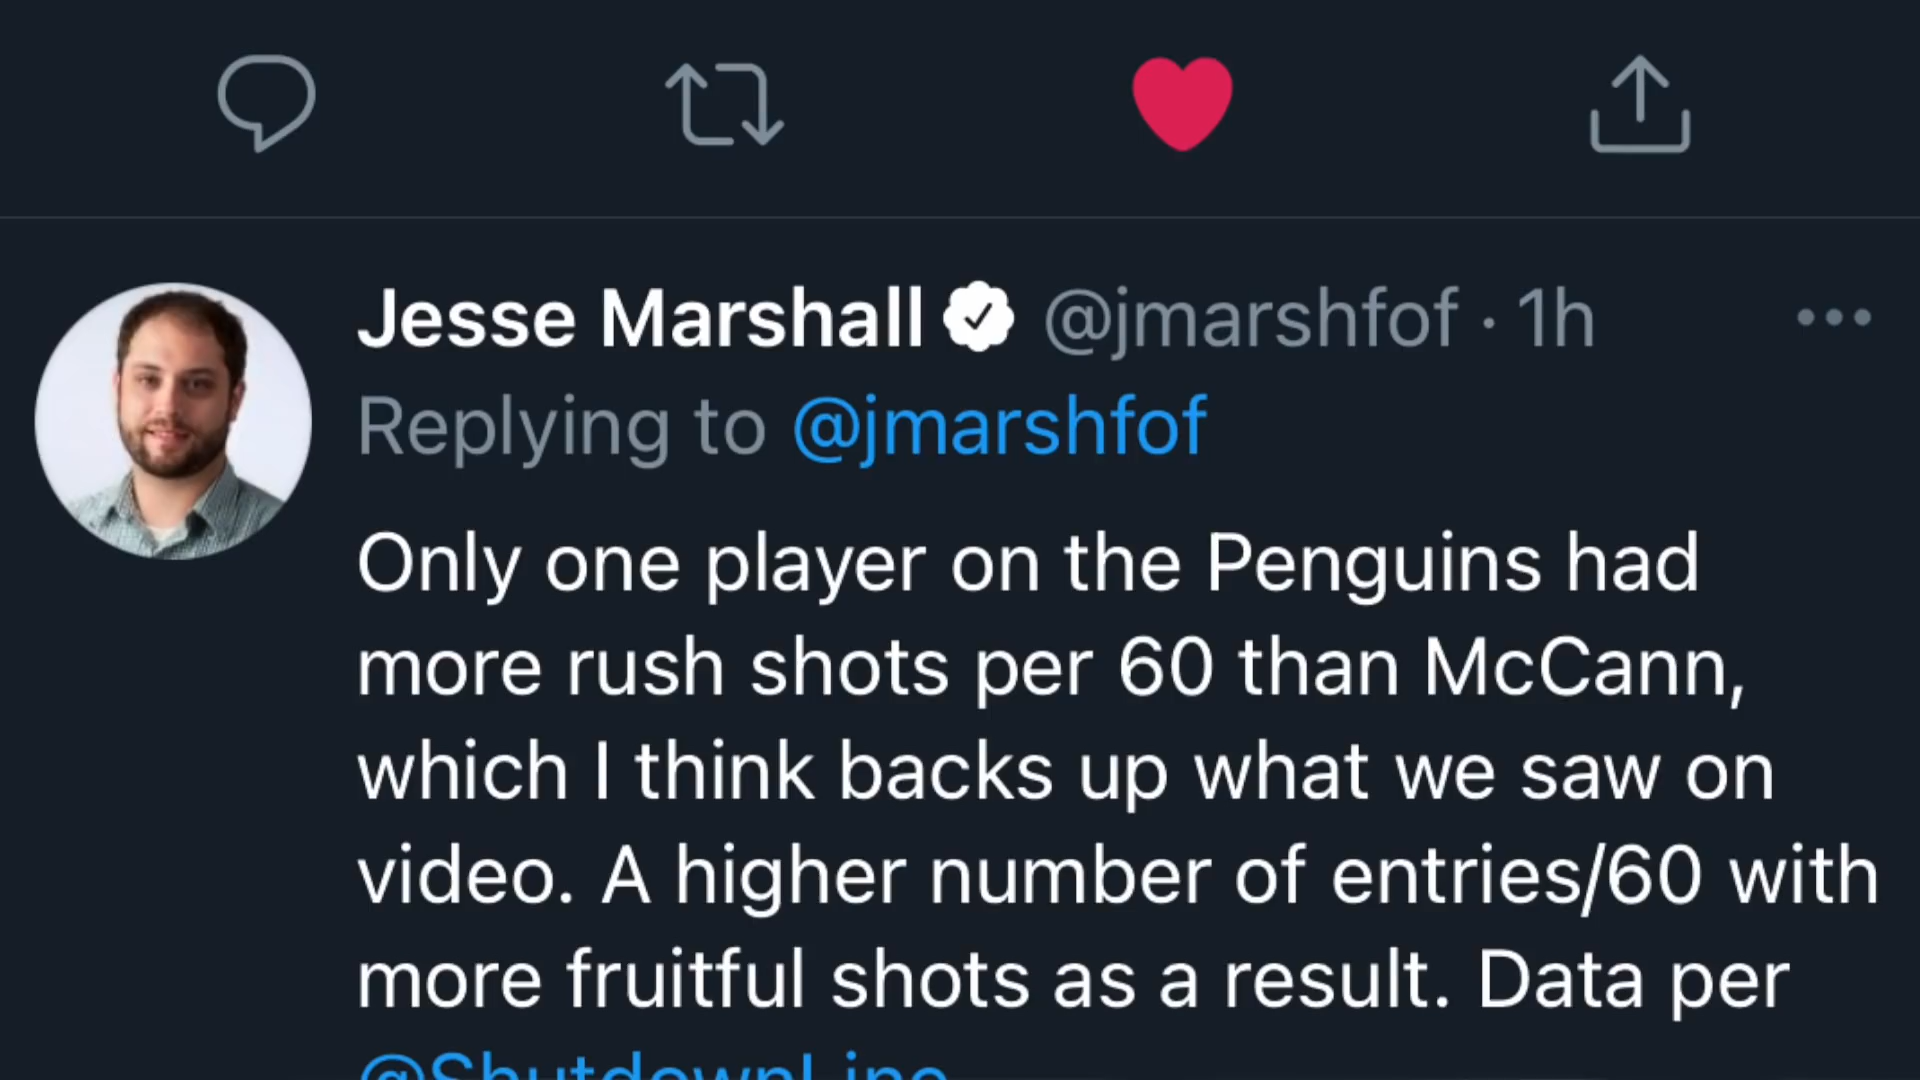 Jesse Marshall @jmarshfof · 1h
Replying to @jmarshfof
Only one player on the Penguins had
more rush shots per 60 than McCann,
which I think backs up what we saw on
video. A higher number of entries/60 with
more fruitful shots as a result. Data per
@ShutdownLine